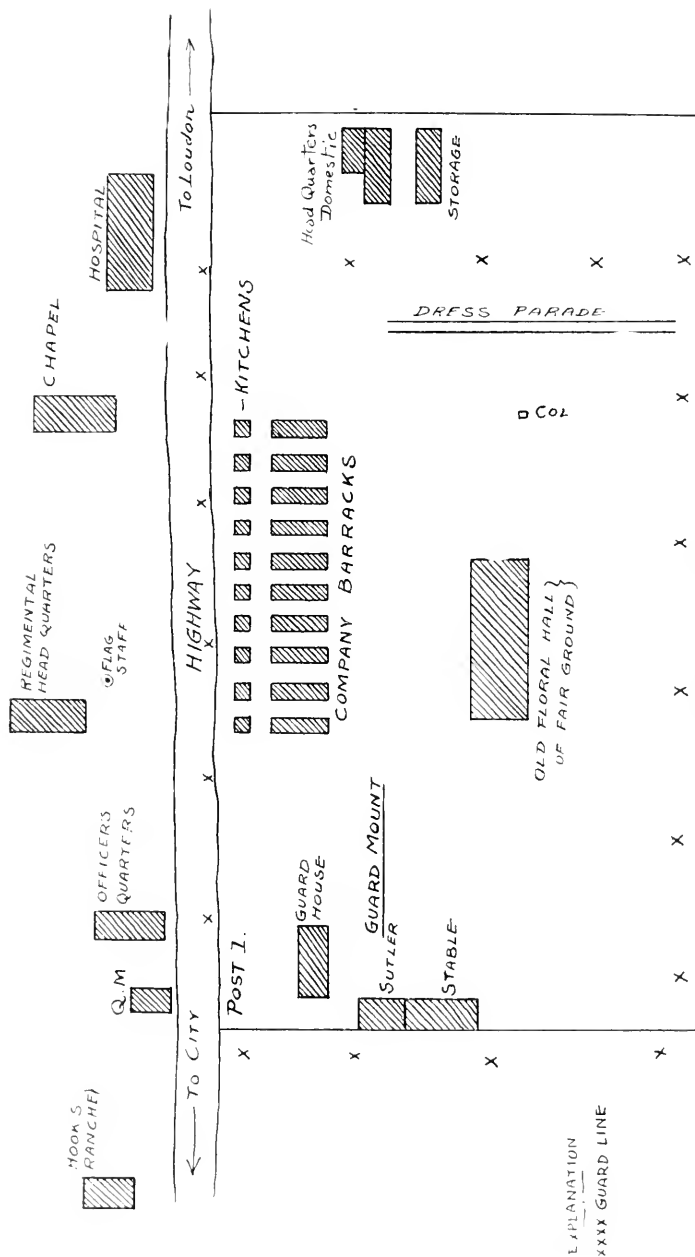 HOOK S
RANCHE)
Q.M
OFFICERS
QUARTERS
REGIMENTAL
HEAD QUARTERS
FLAG
STAFF
CHAPEL
HOSPITAL
← TO CITY
HIGHWAY
To Loudon →
POST 1.
- KITCHENS
GUARD
HOUSE
COMPANY BARRACKS
Head Quarters
Domestic
GUARD MOUNT
SUTLER
STABLE
STORAGE
DRESS PARADE
COL
OLD FLORAL HALL }
OF FAIR GROUND }
EXPLANATION
XXXX GUARD LINE